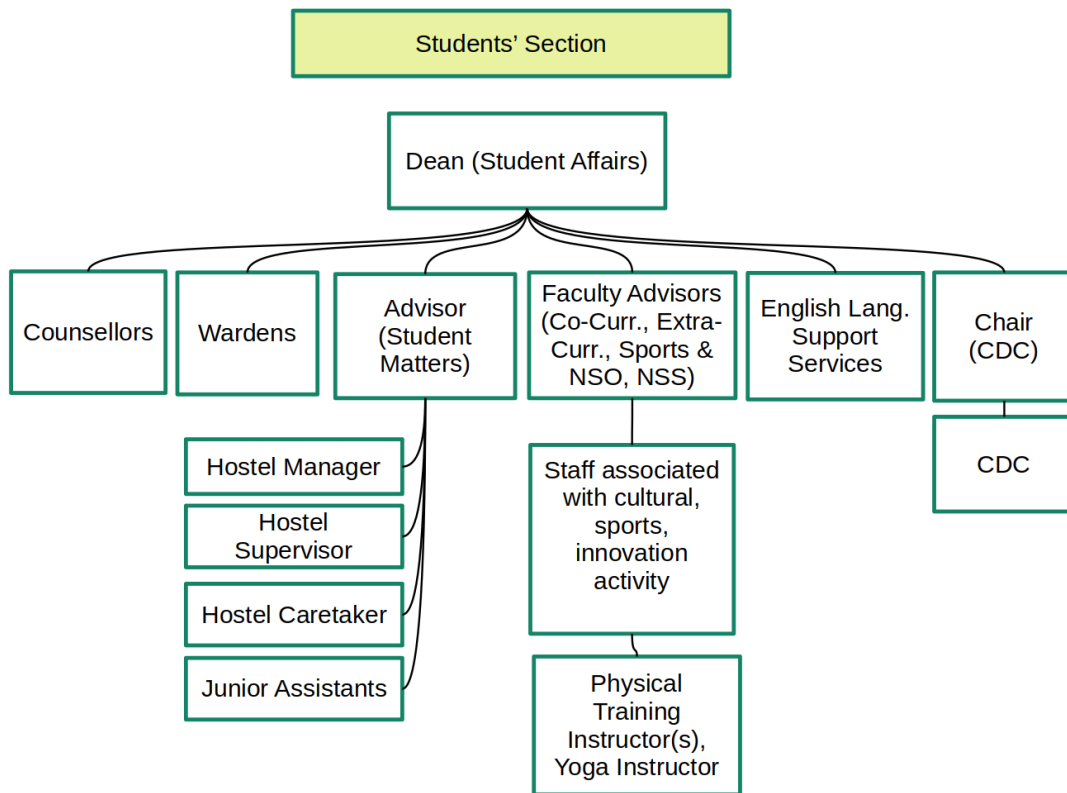 Students’ Section
Dean (Student Affairs)
Counsellors
Wardens
Advisor
(Student
Matters)
Faculty Advisors
(Co-Curr., Extra-
Curr., Sports &
NSO, NSS)
English Lang.
Support
Services
Chair
(CDC)
Hostel Manager
Hostel
Supervisor
Hostel Caretaker
Junior Assistants
Staff associated
with cultural,
sports,
innovation
activity
Physical
Training
Instructor(s),
Yoga Instructor
CDC